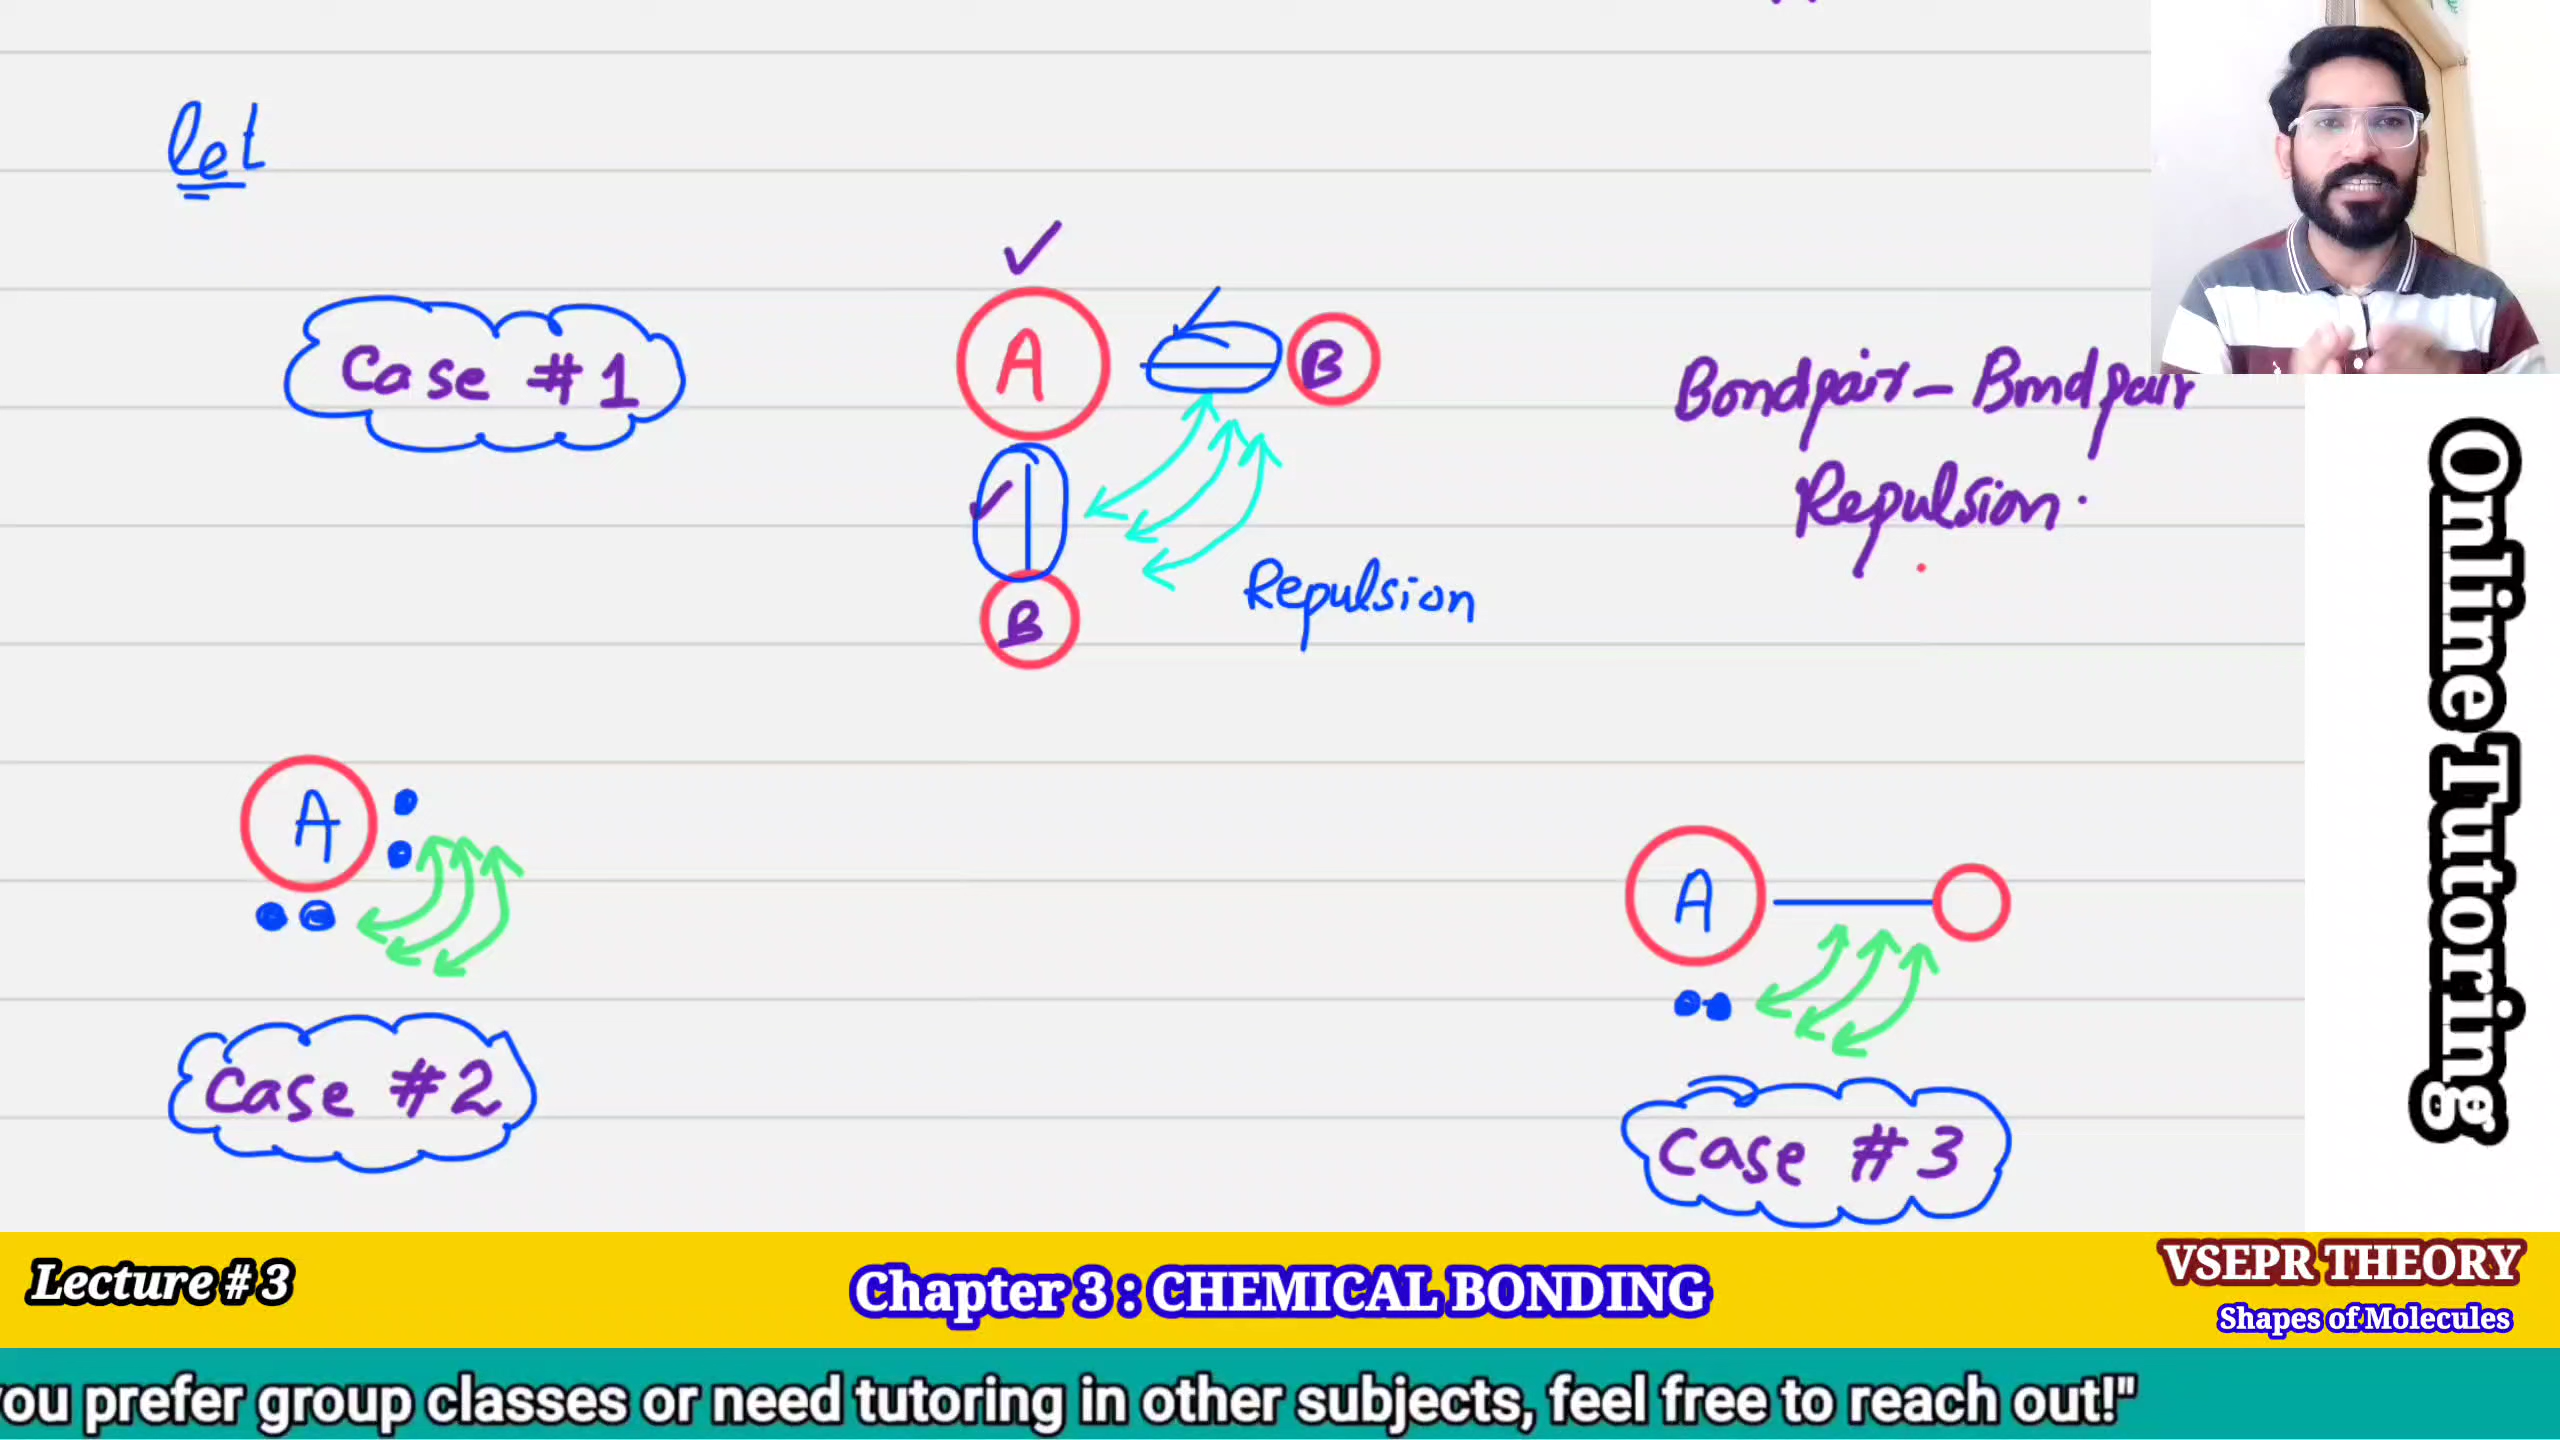 let
Case #1
A
B
Bondpair - Bondpair
Repulsion.
B
Repulsion
A
A
Case #2
Case #3
Online Tutoring
Lecture # 3
Chapter 3 : CHEMICAL BONDING
VSEPR THEORY
Shapes of Molecules
you prefer group classes or need tutoring in other subjects, feel free to reach out!"